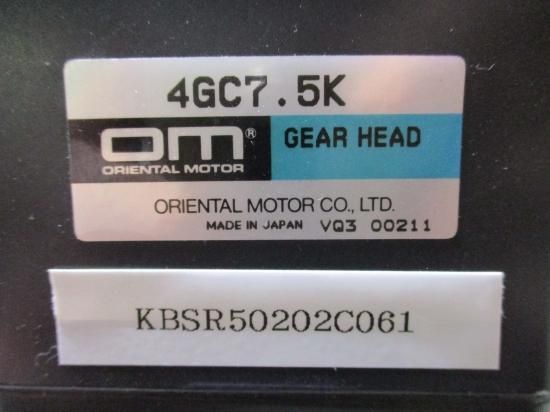 4GC7.5K
OM®
ORIENTAL MOTOR
GEAR HEAD
ORIENTAL MOTOR CO., LTD.
MADE IN JAPAN VQ3 00211
KBSR50202C061